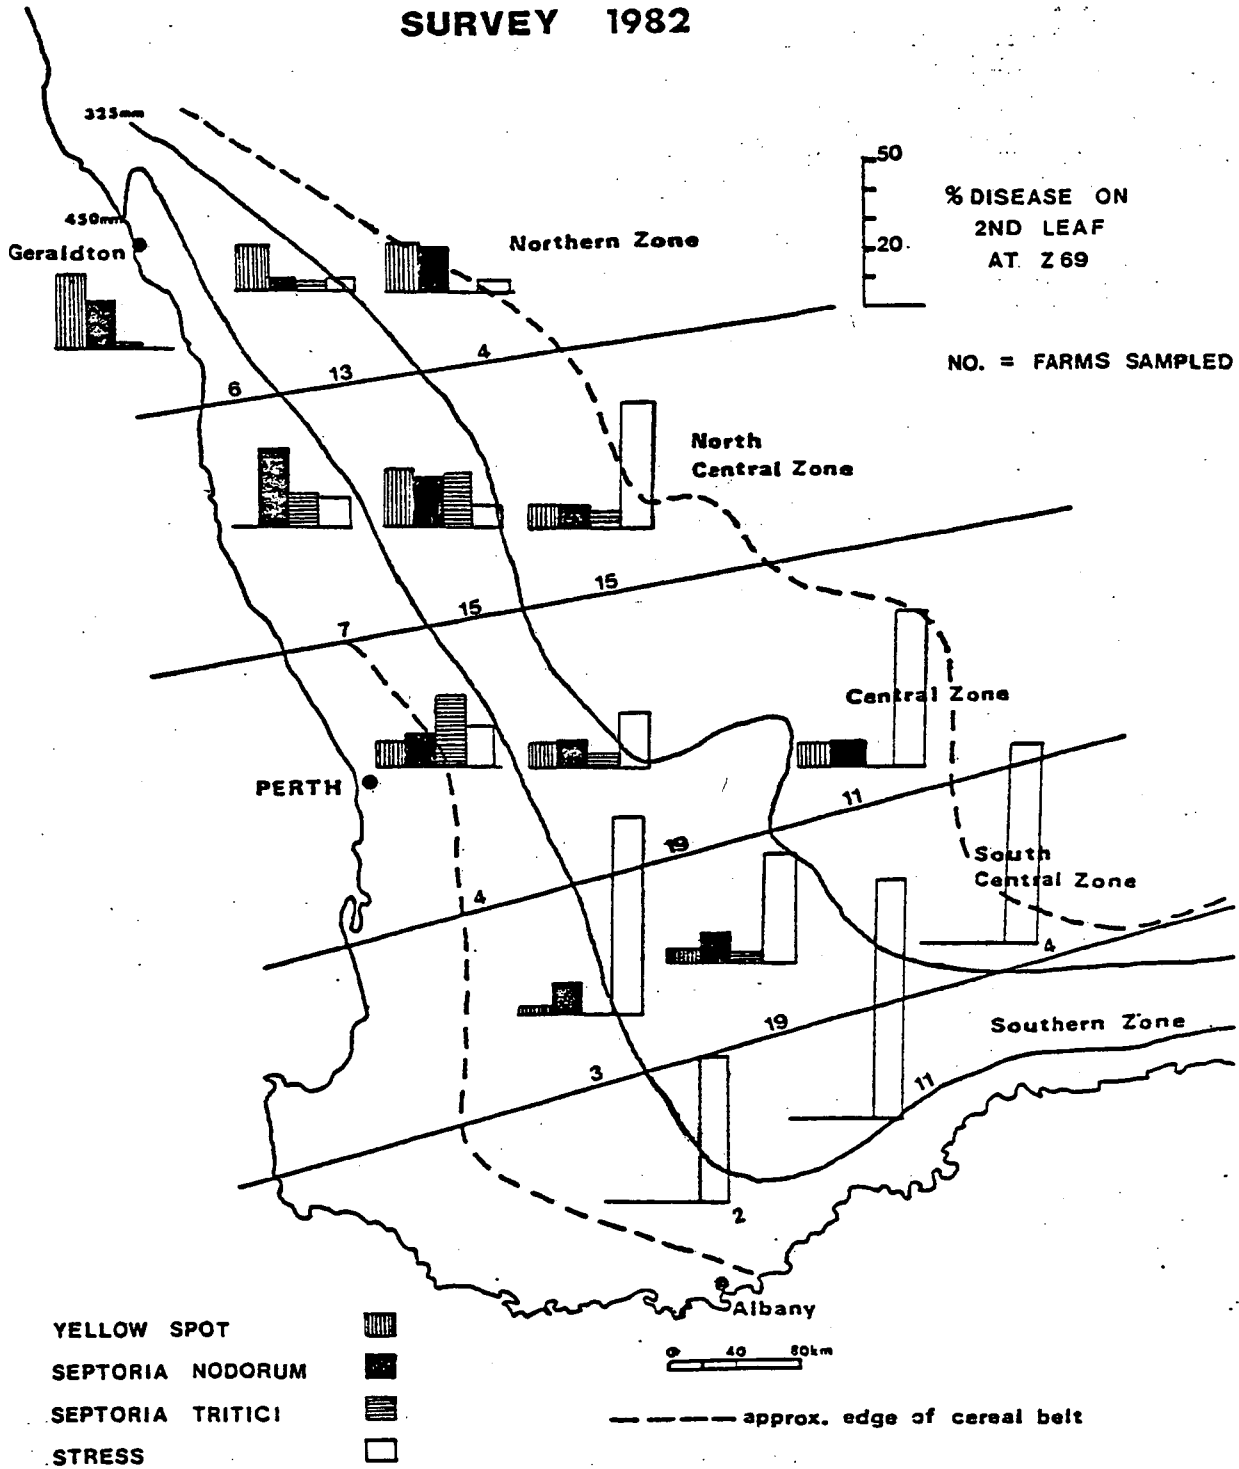 SURVEY 1982
325mm
450mm
Geraldton
Northern Zone
50
20
% DISEASE ON
2ND LEAF
AT Z69
NO. = FARMS SAMPLED
6
13
4
North
Central Zone
7
15
15
Central Zone
PERTH
4
19
11
South
Central Zone
3
19
4
Southern Zone
11
2
Albany
0 40 80km
YELLOW SPOT
SEPTORIA NODORUM
SEPTORIA TRITICI
STRESS
approx. edge of cereal belt